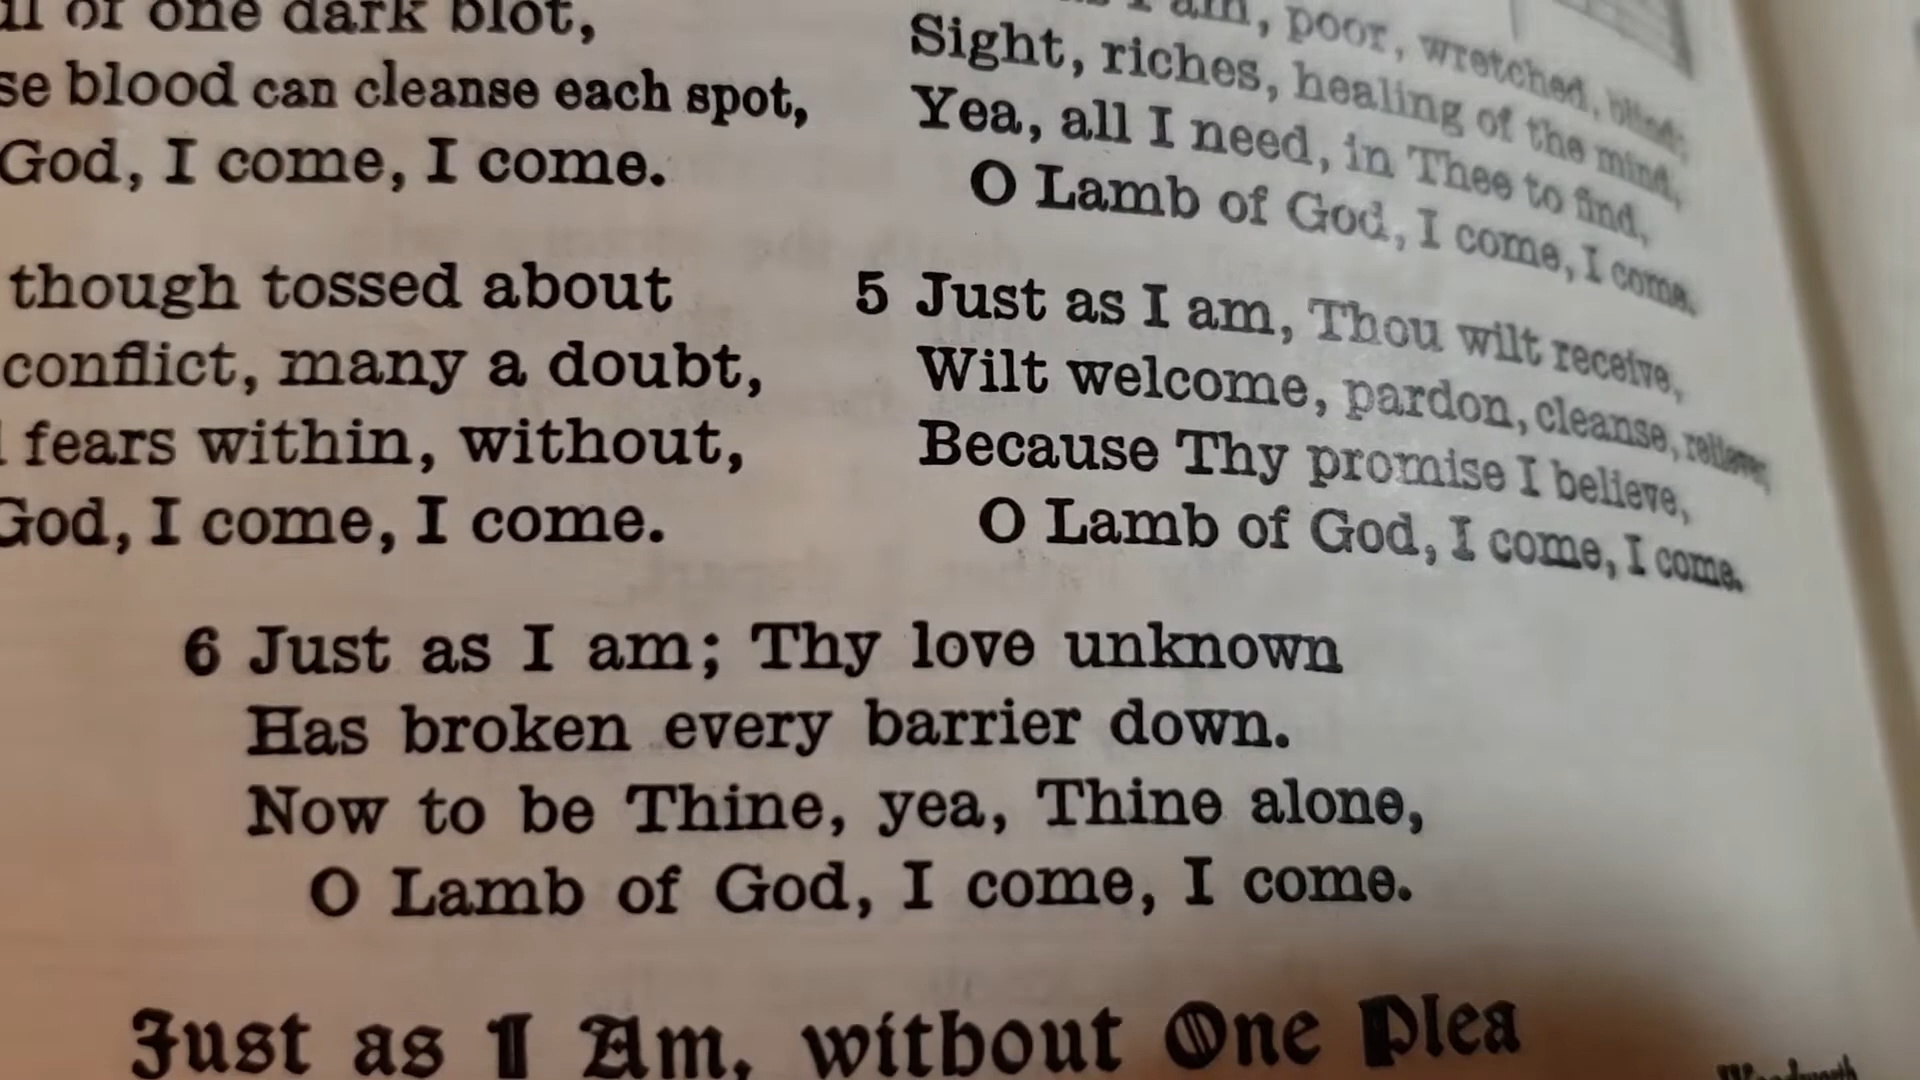 of one dark blot,
blood can cleanse each spot,
God, I come, I come.
though tossed about
conflict, many a doubt,
fears within, without,
God, I come, I come.
I am, poor, wretched, blind;
Sight, riches, healing of the mind,
Yea, all I need, in Thee to find,
O Lamb of God, I come, I come.
5 Just as I am, Thou wilt receive,
Wilt welcome, pardon, cleanse, relieve;
Because Thy promise I believe,
O Lamb of God, I come, I come.
6 Just as I am; Thy love unknown
Has broken every barrier down.
Now to be Thine, yea, Thine alone,
O Lamb of God, I come, I come.
Just as I Am, without One Plea